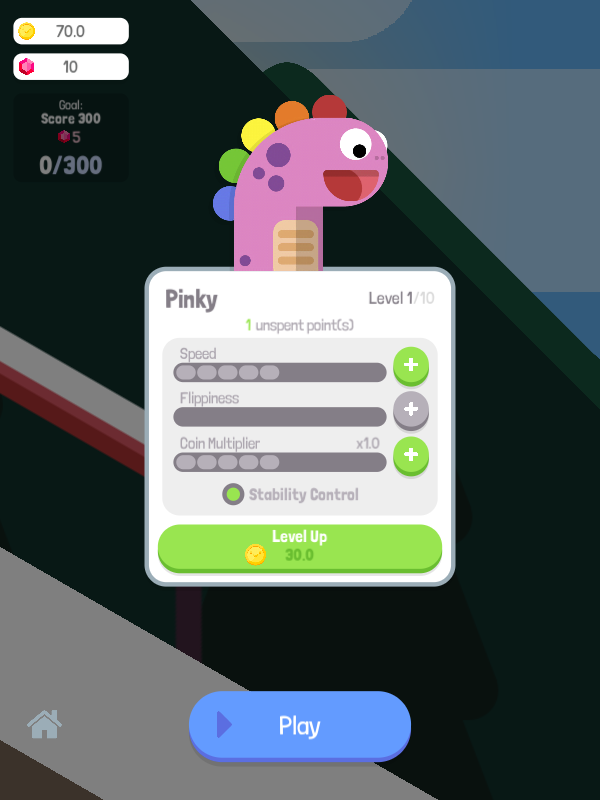 70.0
10
Goal:
Score 300
5
0/300
Pinky
Level 1/10
1 unspent point(s)
Speed
Flippiness
Coin Multiplier x1.0
Stability Control
Level Up
30.0
Play